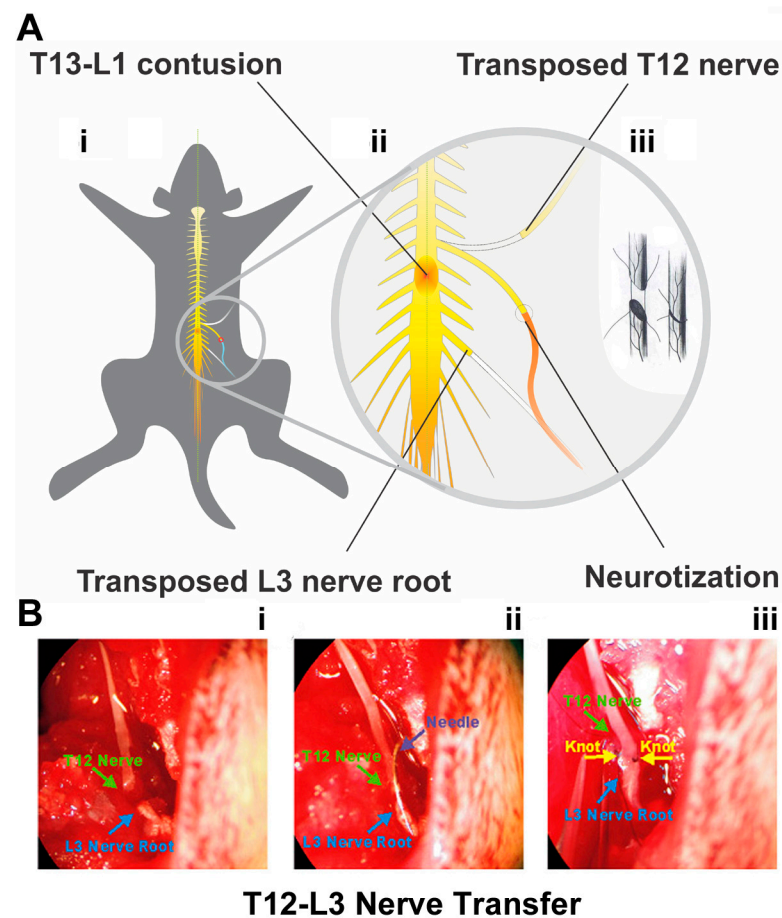 A
T13-L1 contusion
Transposed T12 nerve
i
ii
iii
Transposed L3 nerve root
Neurotization
B
i
ii
iii
T12 Nerve
L3 Nerve Root
Needle
T12 Nerve
L3 Nerve Root
T12 Nerve
Knot
Knot
L3 Nerve Root
T12-L3 Nerve Transfer